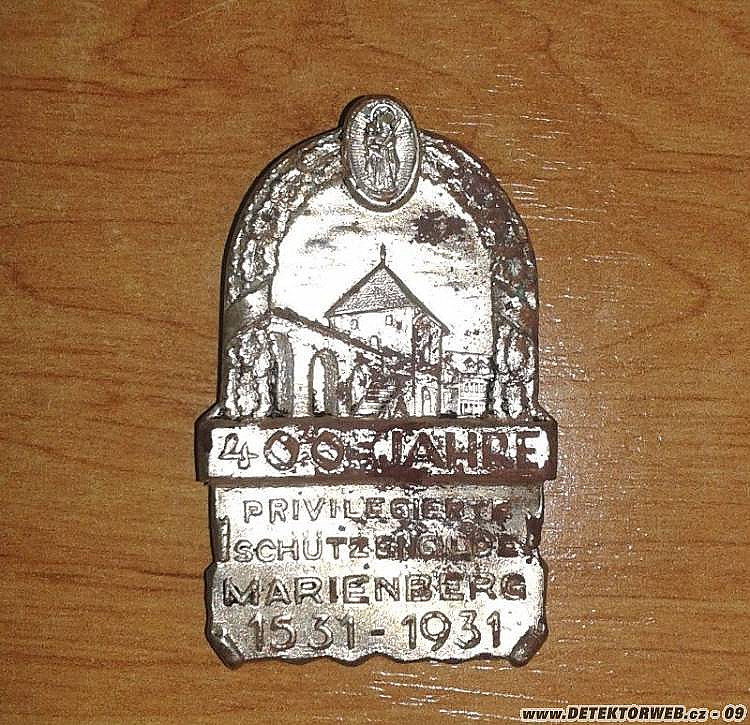 400 JAHRE
PRIVILEGIERTE
SCHÜTZENGILDE
MARIENBERG
1531-1931
www.DETEKTORWEB.cz - 09